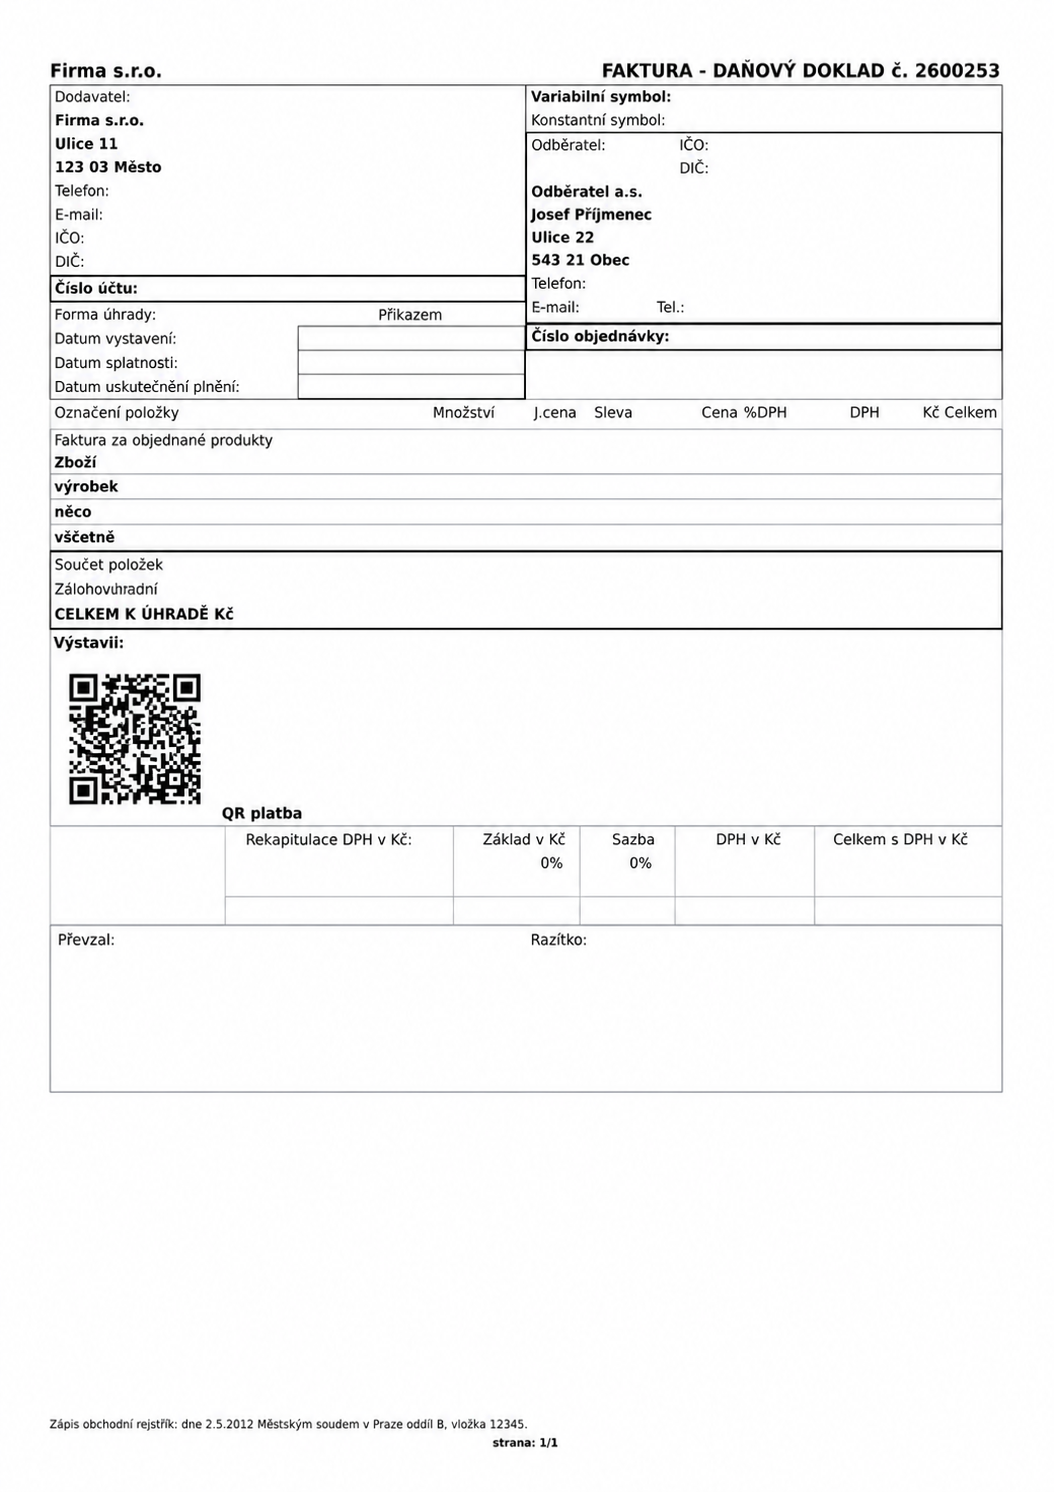 Firma s.r.o. FAKTURA - DAŇOVÝ DOKLAD č. 2600253
Dodavatel:
Firma s.r.o.
Ulice 11
123 03 Město
Telefon:
E-mail:
IČO:
DIČ:
Číslo účtu:
Forma úhrady: Přikazem
Datum vystavení:
Datum splatnosti:
Datum uskutečnění plnění:
Variabilní symbol:
Konstantní symbol:
Odběratel: IČO:
DIČ:
Odběratel a.s.
Josef Příjmenec
Ulice 22
543 21 Obec
Telefon:
E-mail: Tel.:
Číslo objednávky:
Označení položky Množství J.cena Sleva Cena %DPH DPH Kč Celkem
Faktura za objednané produkty
Zboží
výrobek
něco
vščetně
Součet položek
Zálohovuhradní
CELKEM K ÚHRADĚ Kč
Výstavii:
QR platba
Rekapitulace DPH v Kč: Základ v Kč Sazba DPH v Kč Celkem s DPH v Kč
0% 0%
Převzal: Razítko:
Zápis obchodní rejstřík: dne 2.5.2012 Městským soudem v Praze oddíl B, vložka 12345.
strana: 1/1